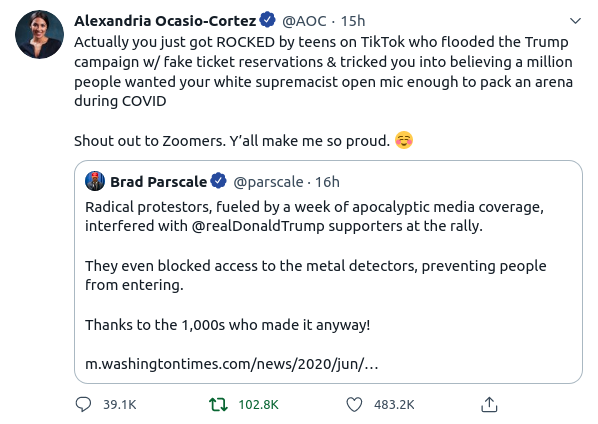 Alexandria Ocasio-Cortez @AOC · 15h
Actually you just got ROCKED by teens on TikTok who flooded the Trump
campaign w/ fake ticket reservations & tricked you into believing a million
people wanted your white supremacist open mic enough to pack an arena
during COVID
Shout out to Zoomers. Y’all make me so proud. ☺️
Brad Parscale @parscale · 16h
Radical protestors, fueled by a week of apocalyptic media coverage,
interfered with @realDonaldTrump supporters at the rally.
They even blocked access to the metal detectors, preventing people
from entering.
Thanks to the 1,000s who made it anyway!
m.washingtontimes.com/news/2020/jun/…
39.1K 102.8K 483.2K